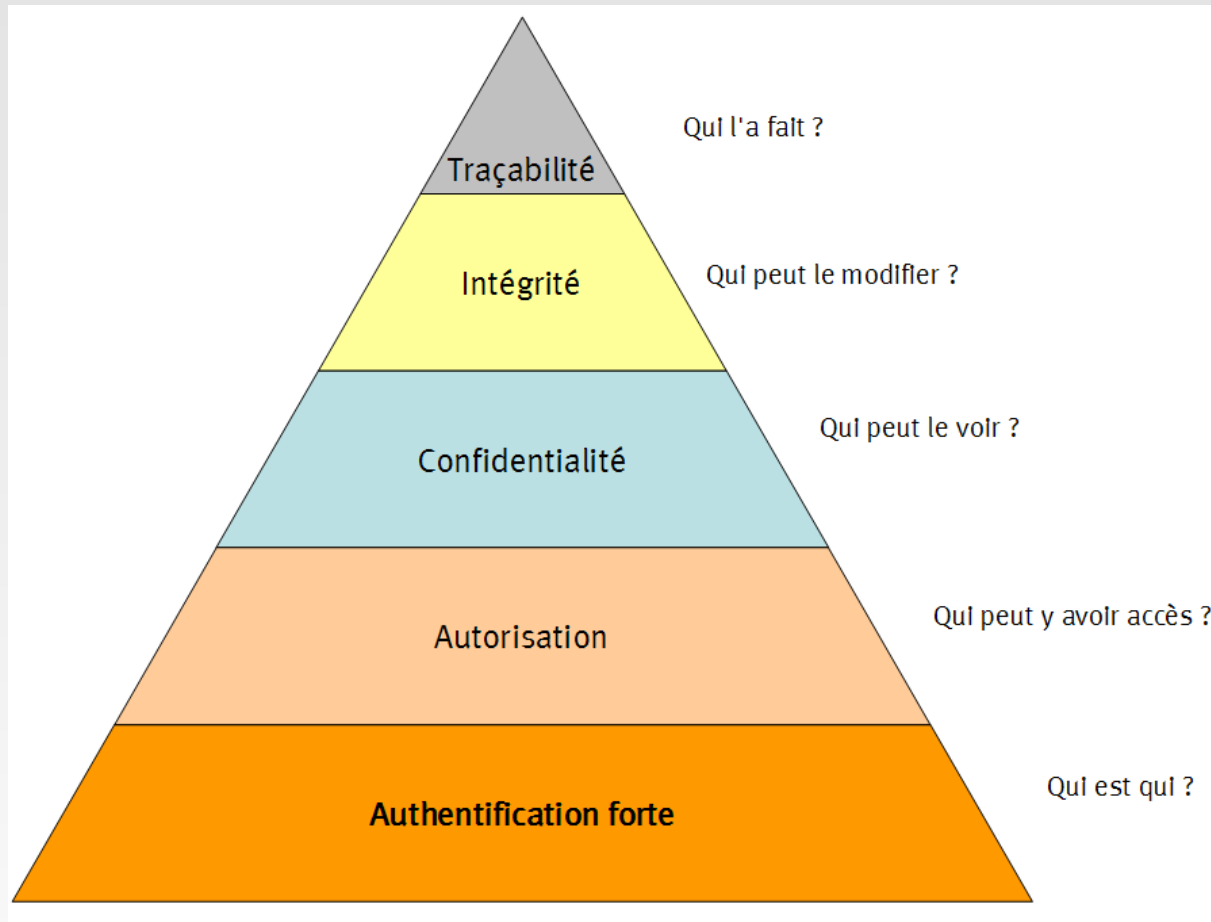 Qui l'a fait ?
Traçabilité
Qui peut le modifier ?
Intégrité
Qui peut le voir ?
Confidentialité
Qui peut y avoir accès ?
Autorisation
Qui est qui ?
Authentification forte